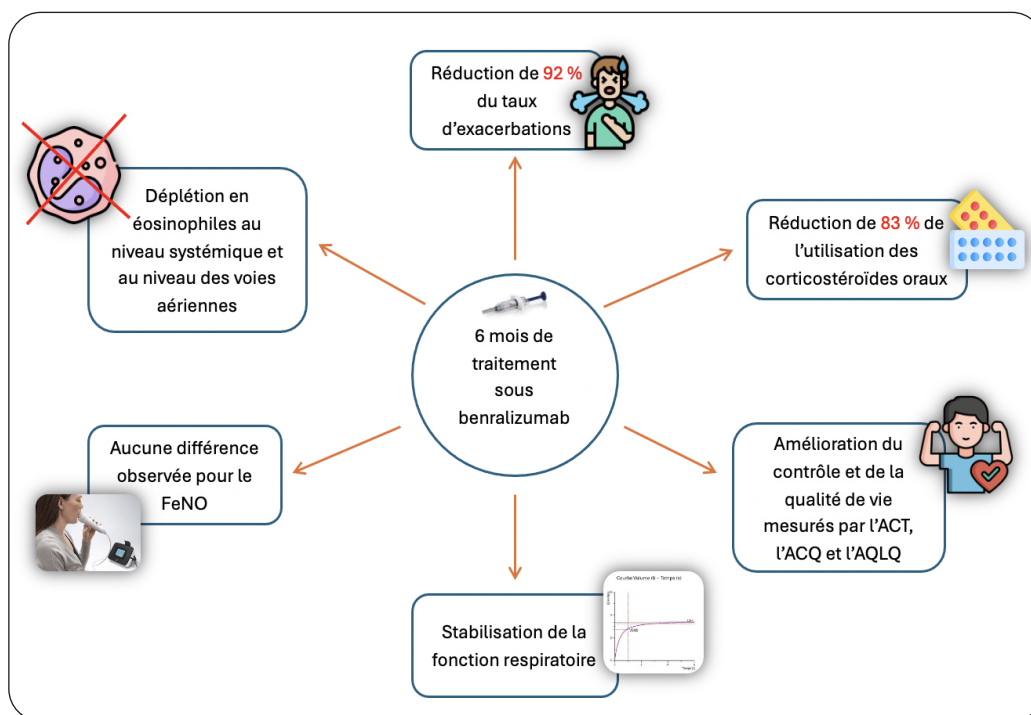 Réduction de 92 %
du taux
d'exacerbations
Déplétion en
éosinophiles au
niveau systémique et
au niveau des voies
aériennes
Réduction de 83 % de
l'utilisation des
corticostéroïdes oraux
6 mois de
traitement
sous
benralizumab
Aucune différence
observée pour le
FeNO
Amélioration du
contrôle et de la
qualité de vie
mesurés par l'ACT,
l'ACQ et l'AQLQ
Stabilisation de la
fonction respiratoire